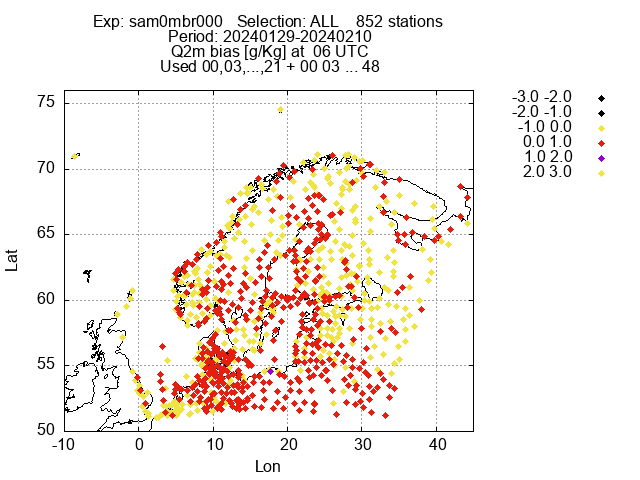 Exp: sam0mbr000   Selection: ALL    852 stations
Period: 20240129-20240210
Q2m bias [g/Kg] at  06 UTC
Used 00,03,...,21 + 00 03 ... 48
-3.0 -2.0
-2.0 -1.0
-1.0 0.0
0.0 1.0
1.0 2.0
2.0 3.0
75
70
65
60
55
50
Lat
-10 0 10 20 30 40
Lon